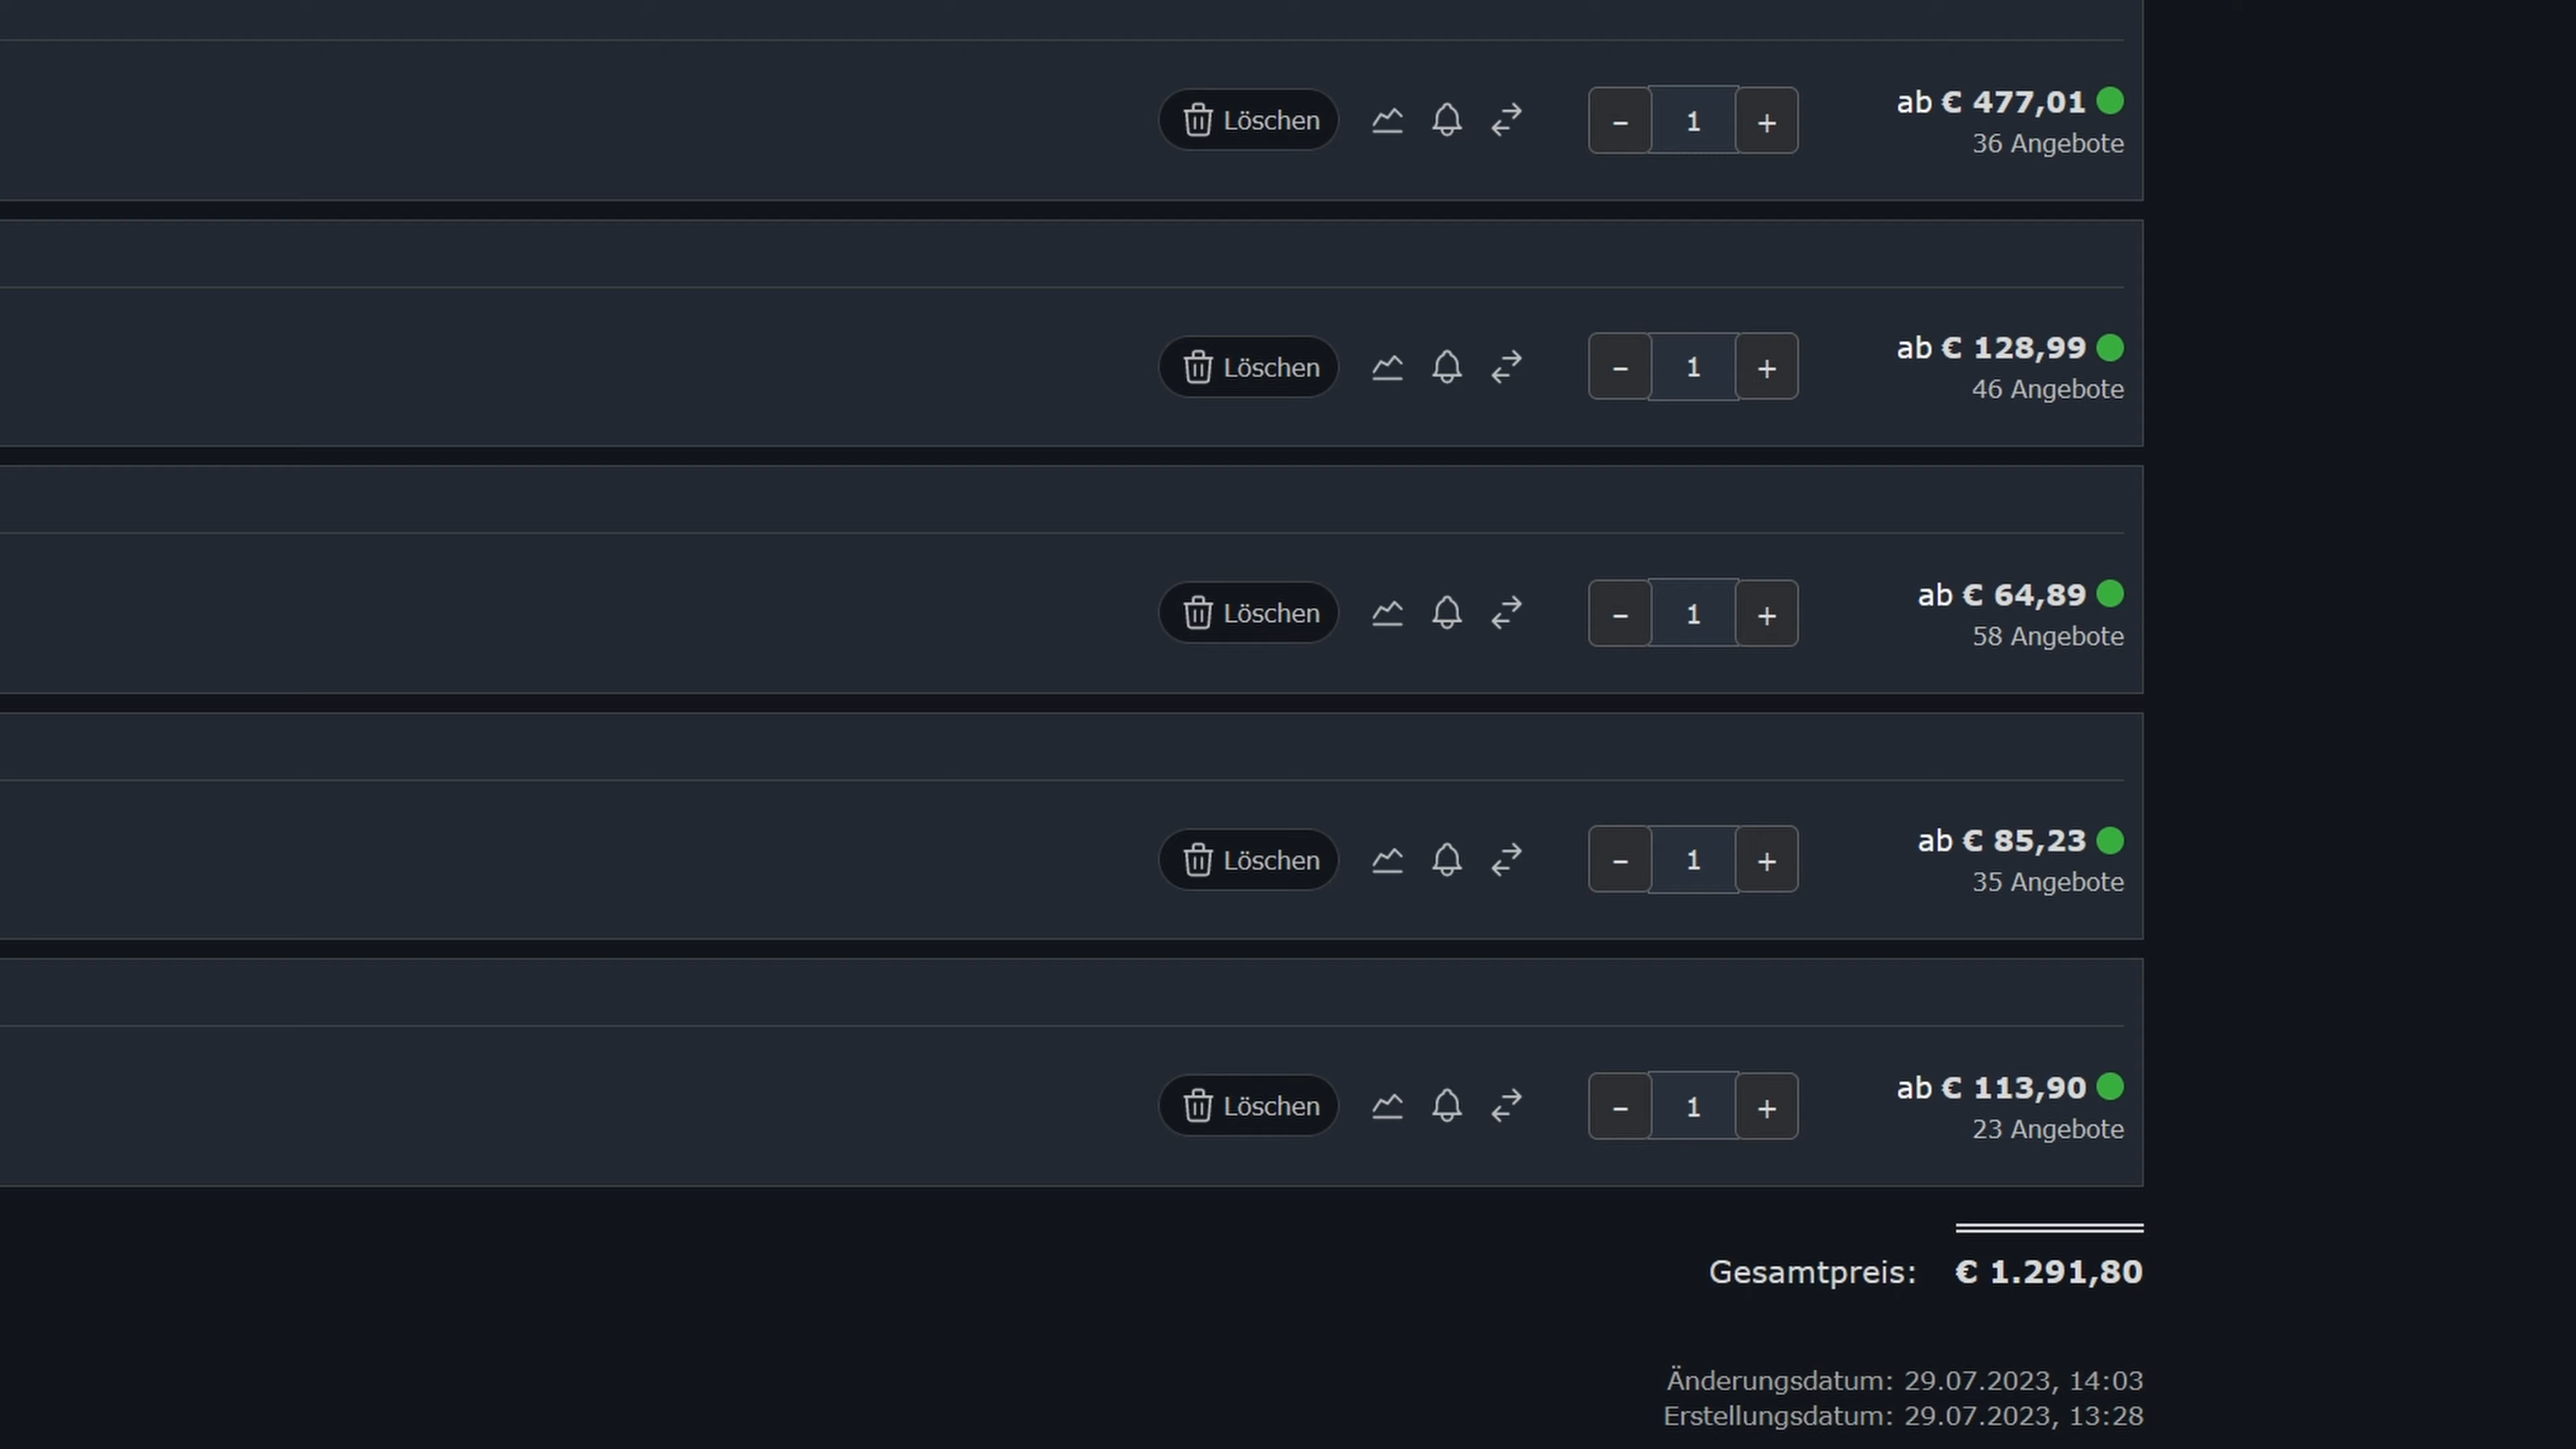 Löschen - 1 + ab € 477,01
36 Angebote
Löschen - 1 + ab € 128,99
46 Angebote
Löschen - 1 + ab € 64,89
58 Angebote
Löschen - 1 + ab € 85,23
35 Angebote
Löschen - 1 + ab € 113,90
23 Angebote
Gesamtpreis: € 1.291,80
Änderungsdatum: 29.07.2023, 14:03
Erstellungsdatum: 29.07.2023, 13:28